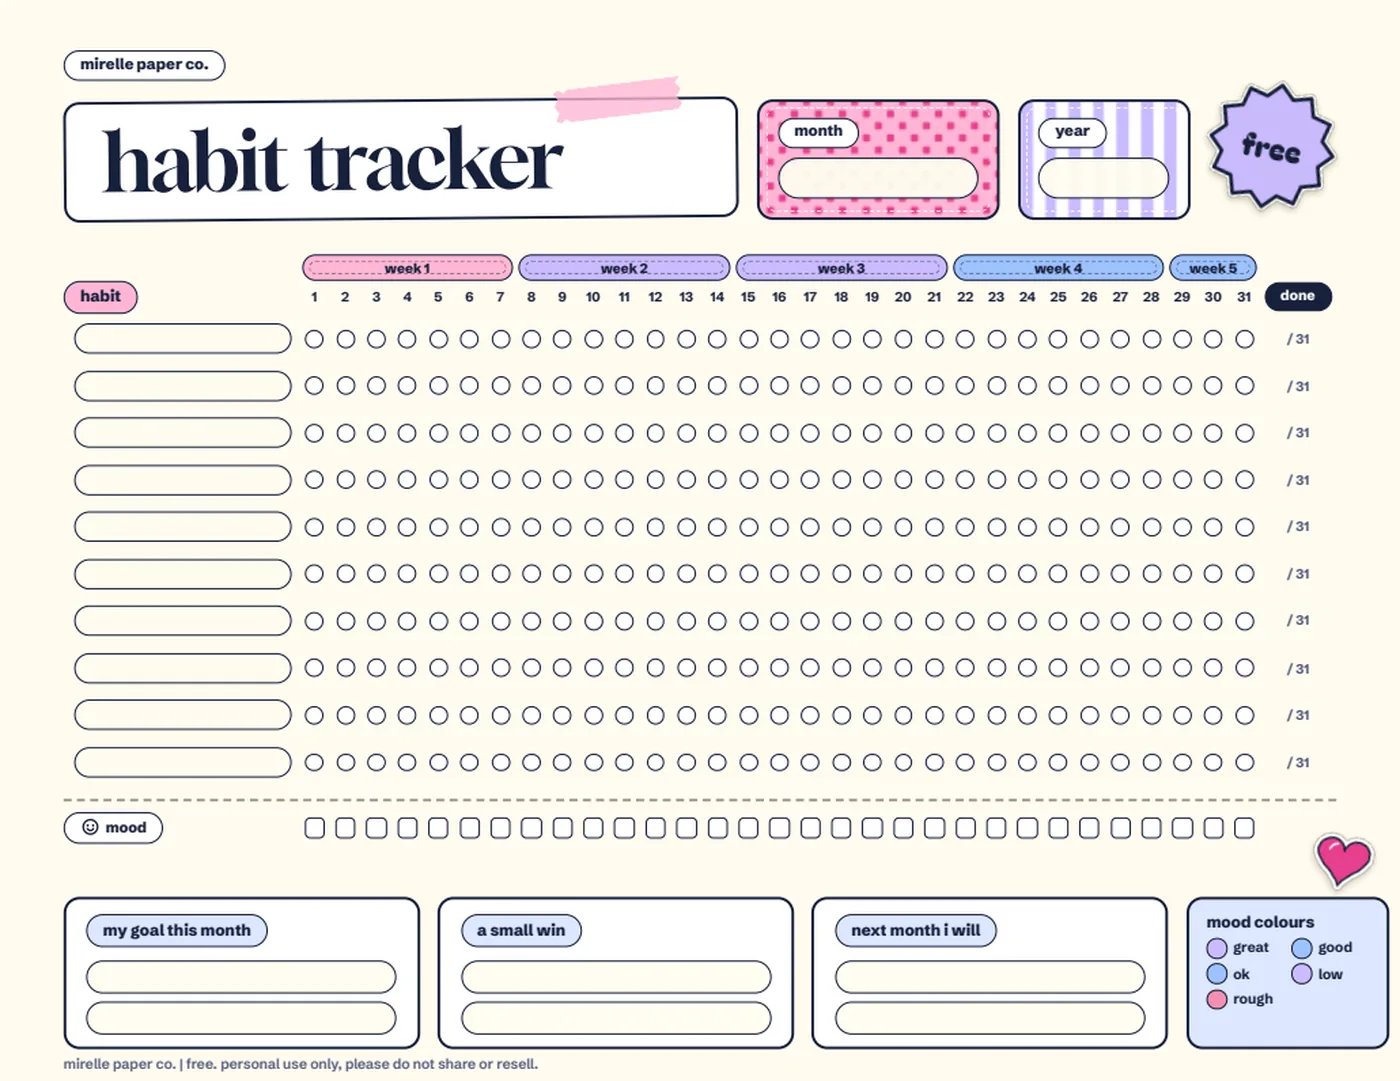 mirelle paper co.
habit tracker
month
year
free
week 1 week 2 week 3 week 4 week 5
habit 1 2 3 4 5 6 7 8 9 10 11 12 13 14 15 16 17 18 19 20 21 22 23 24 25 26 27 28 29 30 31 done
/ 31
/ 31
/ 31
/ 31
/ 31
/ 31
/ 31
/ 31
/ 31
/ 31
mood
my goal this month
a small win
next month i will
mood colours
great good
ok low
rough
mirelle paper co. | free. personal use only, please do not share or resell.